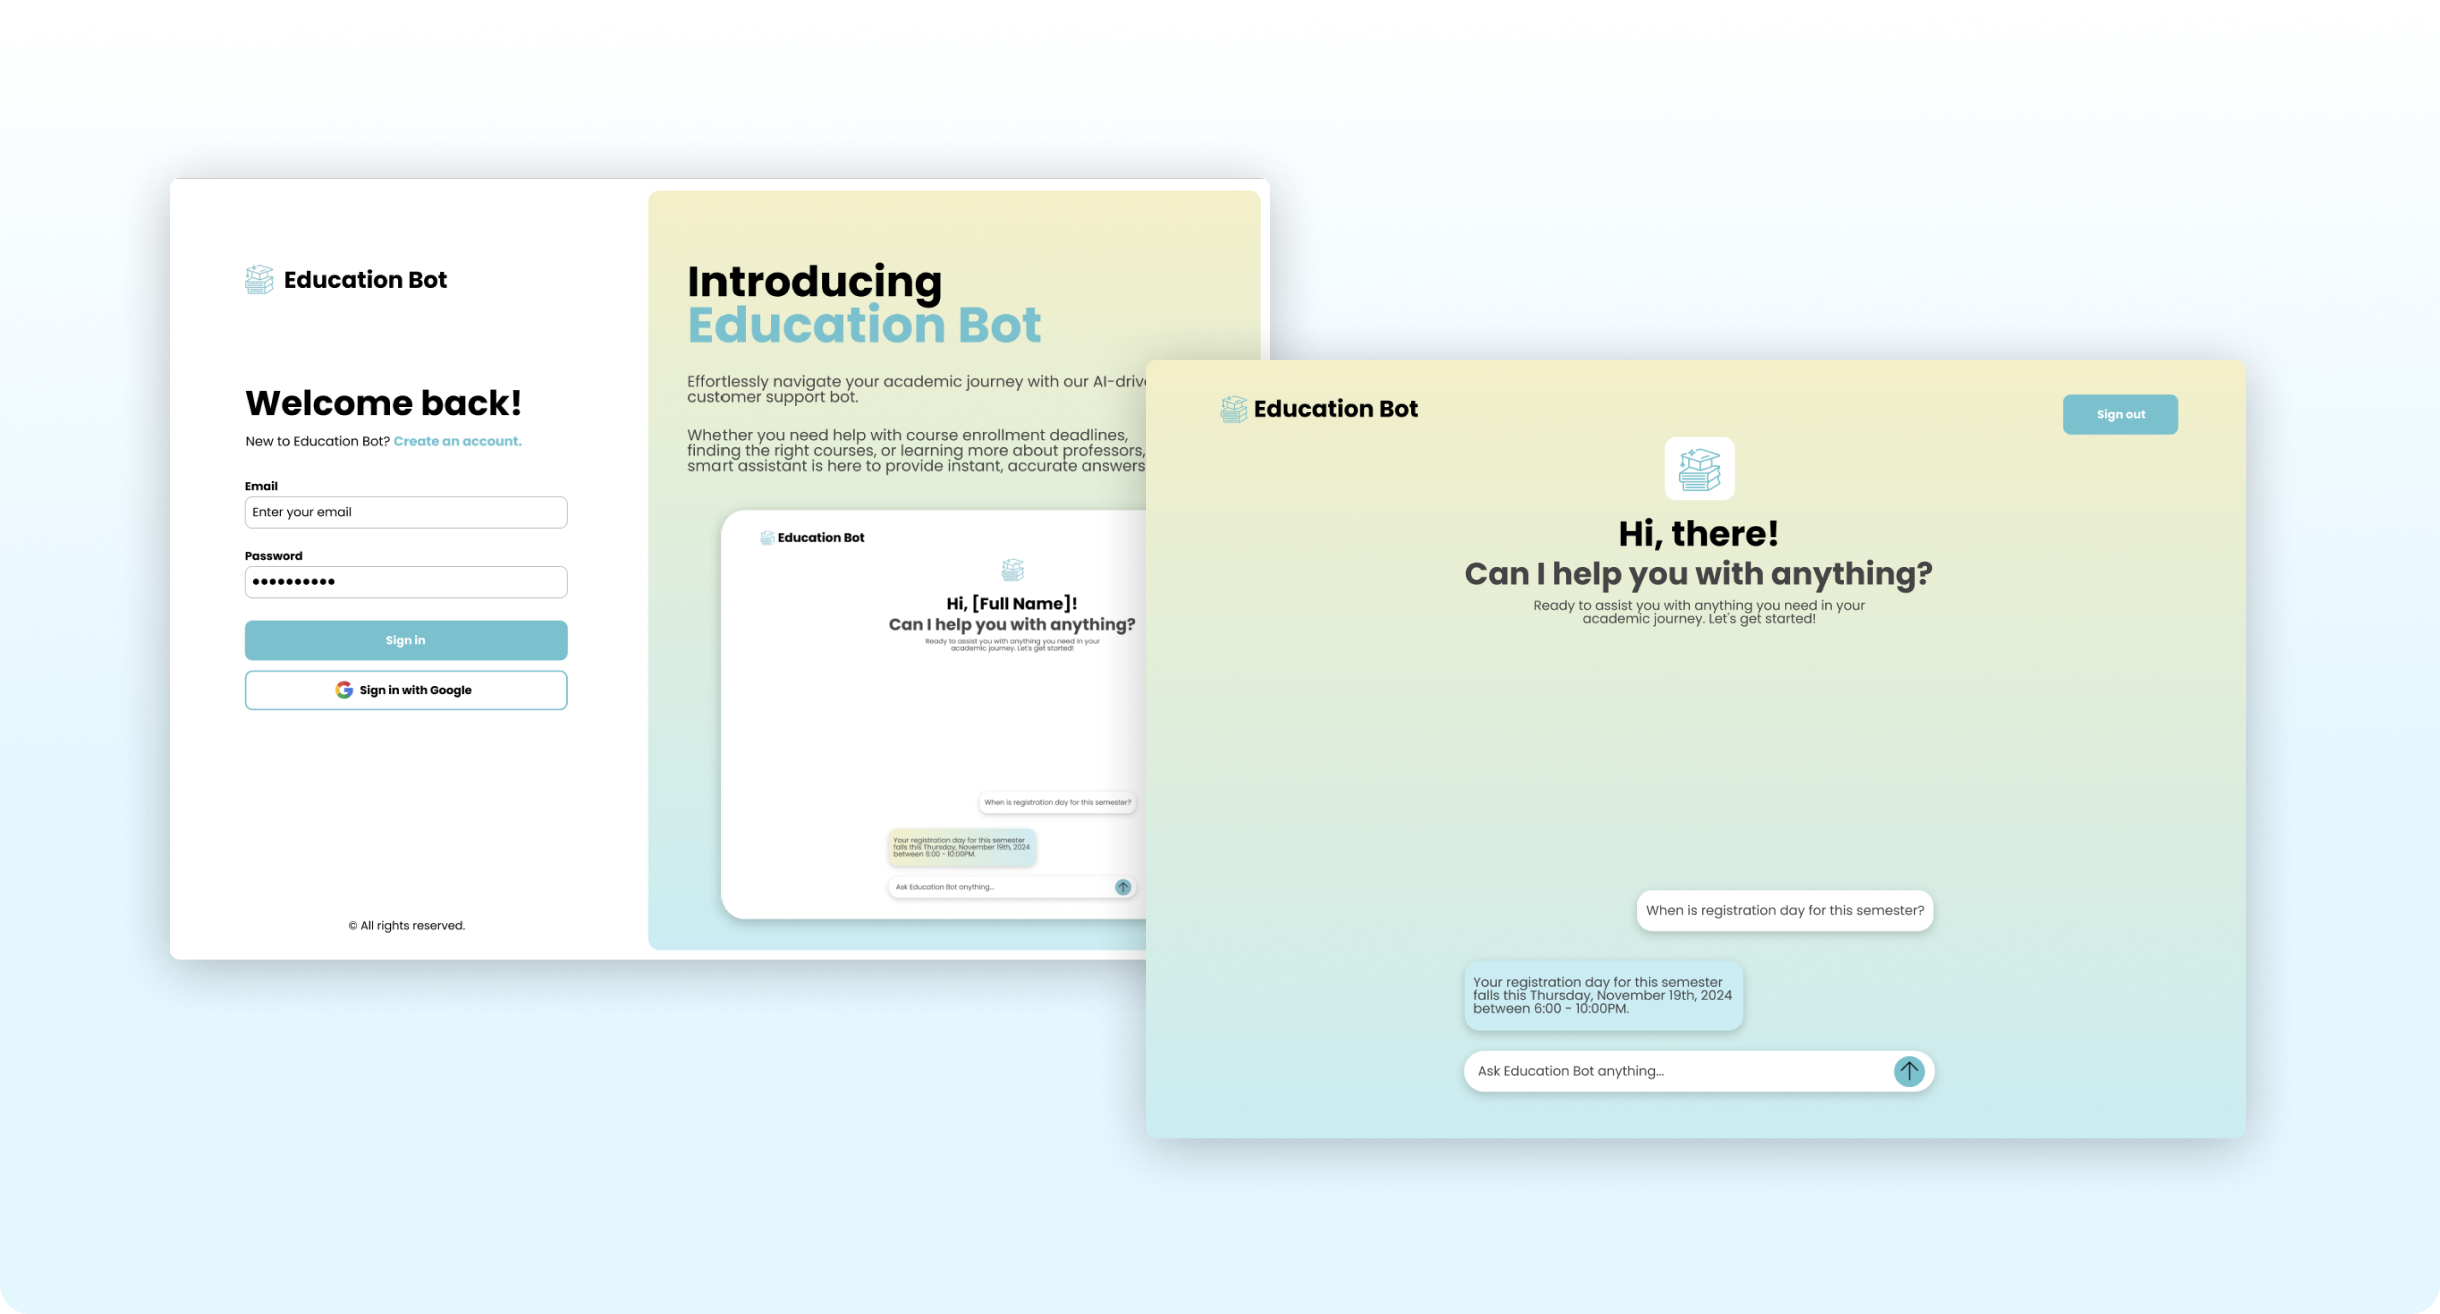 Education Bot
Welcome back!
New to Education Bot? Create an account.
Email
Enter your email
Password
Sign in
Sign in with Google
© All rights reserved.
Introducing
Education Bot
Effortlessly navigate your academic journey with our
customer support bot.
Whether you need help with course enrollment deadlines,
finding the right courses, or learning more about professors,
smart assistant is here to provide instant, accurate answers
Education Bot
Hi, [Full Name]!
Can I help you with anything?
Ready to assist you with anything you need in your
academic journey. Let's get started!
When is registration day for this semester?
Your registration day for this semester
falls this Thursday, November 19th, 2024
between 6:00 - 10:00PM.
Ask Education Bot anything...
Education Bot
Sign out
Hi, there!
Can I help you with anything?
Ready to assist you with anything you need in your
academic journey. Let's get started!
When is registration day for this semester?
Your registration day for this semester
falls this Thursday, November 19th, 2024
between 6:00 - 10:00PM.
Ask Education Bot anything...